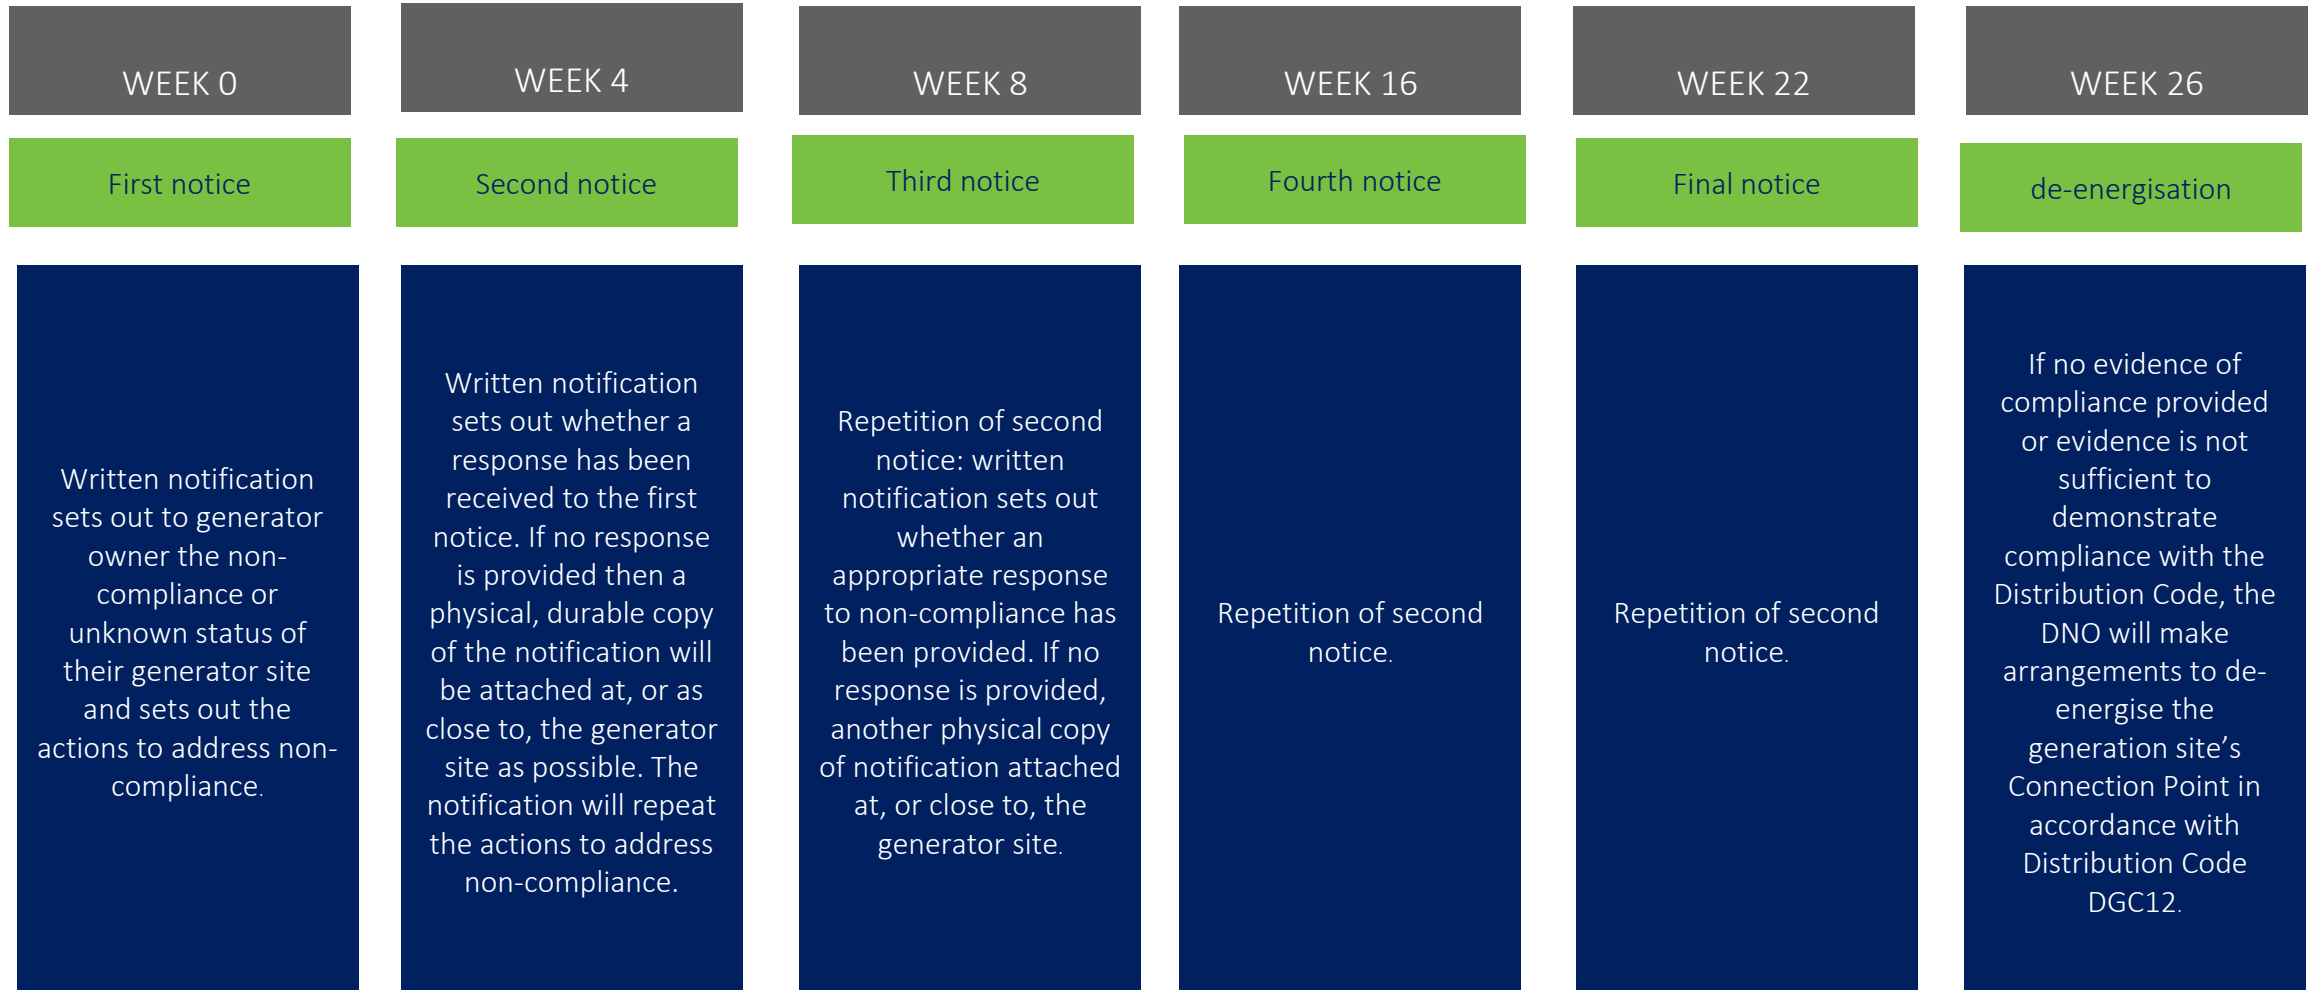 WEEK 0
First notice
Written notification
sets out to generator
owner the non-
compliance or
unknown status of
their generator site
and sets out the
actions to address non-
compliance.
WEEK 4
Second notice
Written notification
sets out whether a
response has been
received to the first
notice. If no response
is provided then a
physical, durable copy
of the notification will
be attached at, or as
close to, the generator
site as possible. The
notification will repeat
the actions to address
non-compliance.
WEEK 8
Third notice
Repetition of second
notice: written
notification sets out
whether an
appropriate response
to non-compliance has
been provided. If no
response is provided,
another physical copy
of notification attached
at, or close to, the
generator site.
WEEK 16
Fourth notice
Repetition of second
notice.
WEEK 22
Final notice
Repetition of second
notice.
WEEK 26
de-energisation
If no evidence of
compliance provided
or evidence is not
sufficient to
demonstrate
compliance with the
Distribution Code, the
DNO will make
arrangements to de-
energise the
generation site’s
Connection Point in
accordance with
Distribution Code
DGC12.